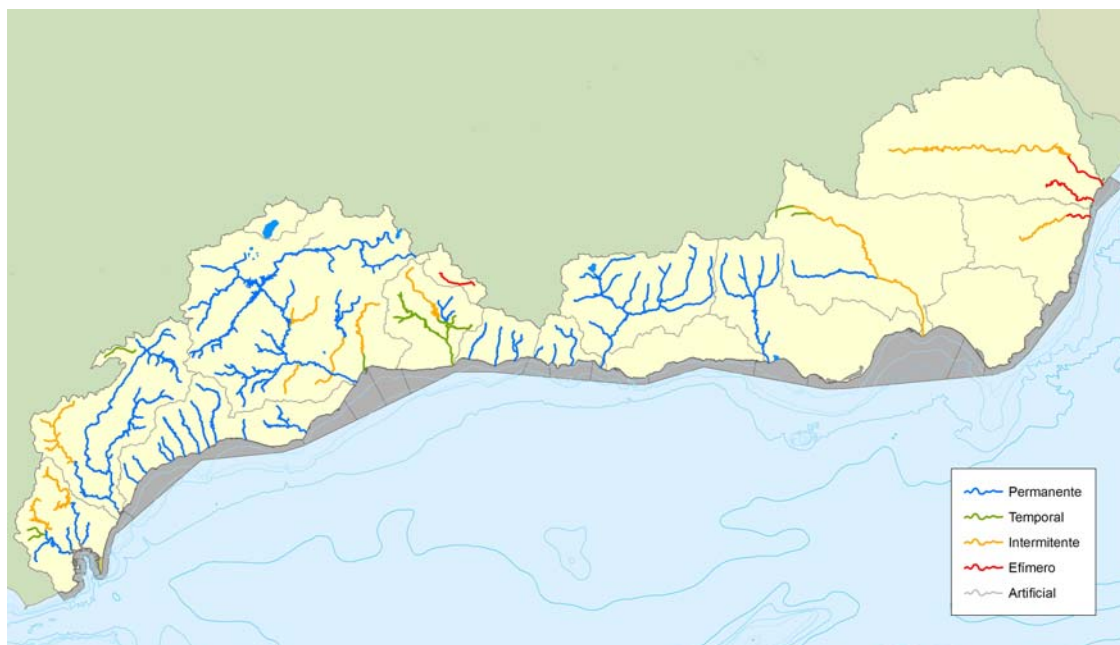 Permanente
Temporal
Intermitente
Efímero
Artificial